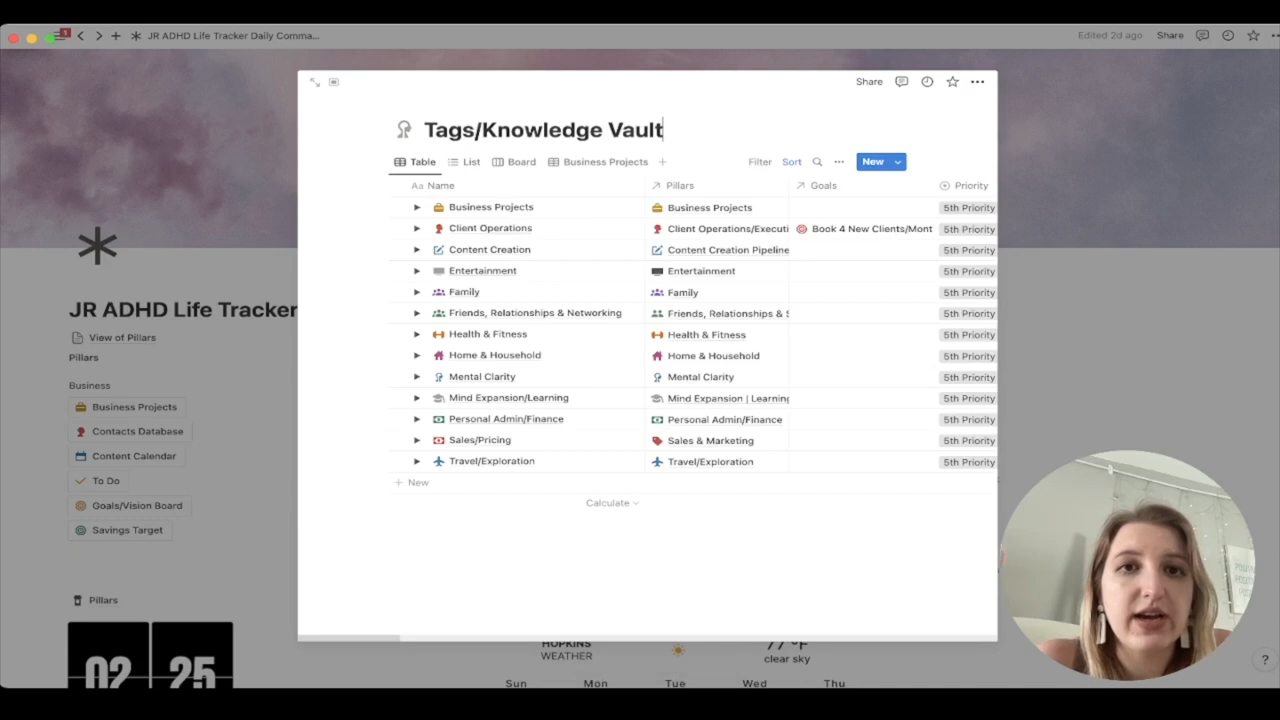 1
JR ADHD Life Tracker Daily Comma...
Edited 2d ago Share
Share
Tags/Knowledge Vault
Table List Board Business Projects Filter Sort New
Aa Name Pillars Goals Priority
Business Projects Business Projects 5th Priority
Client Operations Client Operations/Executi Book 4 New Clients/Mont 5th Priority
Content Creation Content Creation Pipeline 5th Priority
Entertainment Entertainment 5th Priority
Family Family 5th Priority
Friends, Relationships & Networking Friends, Relationships & S 5th Priority
Health & Fitness Health & Fitness 5th Priority
Home & Household Home & Household 5th Priority
Mental Clarity Mental Clarity 5th Priority
Mind Expansion/Learning Mind Expansion | Learning 5th Priority
Personal Admin/Finance Personal Admin/Finance 5th Priority
Sales/Pricing Sales & Marketing 5th Priority
Travel/Exploration Travel/Exploration 5th Priority
New
Calculate
JR ADHD Life Tracker
View of Pillars
Pillars
Business
Business Projects
Contacts Database
Content Calendar
To Do
Goals/Vision Board
Savings Target
Pillars
02 25
HOPKINS
WEATHER
77 °F
clear sky
Sun Mon Tue Wed Thu
?